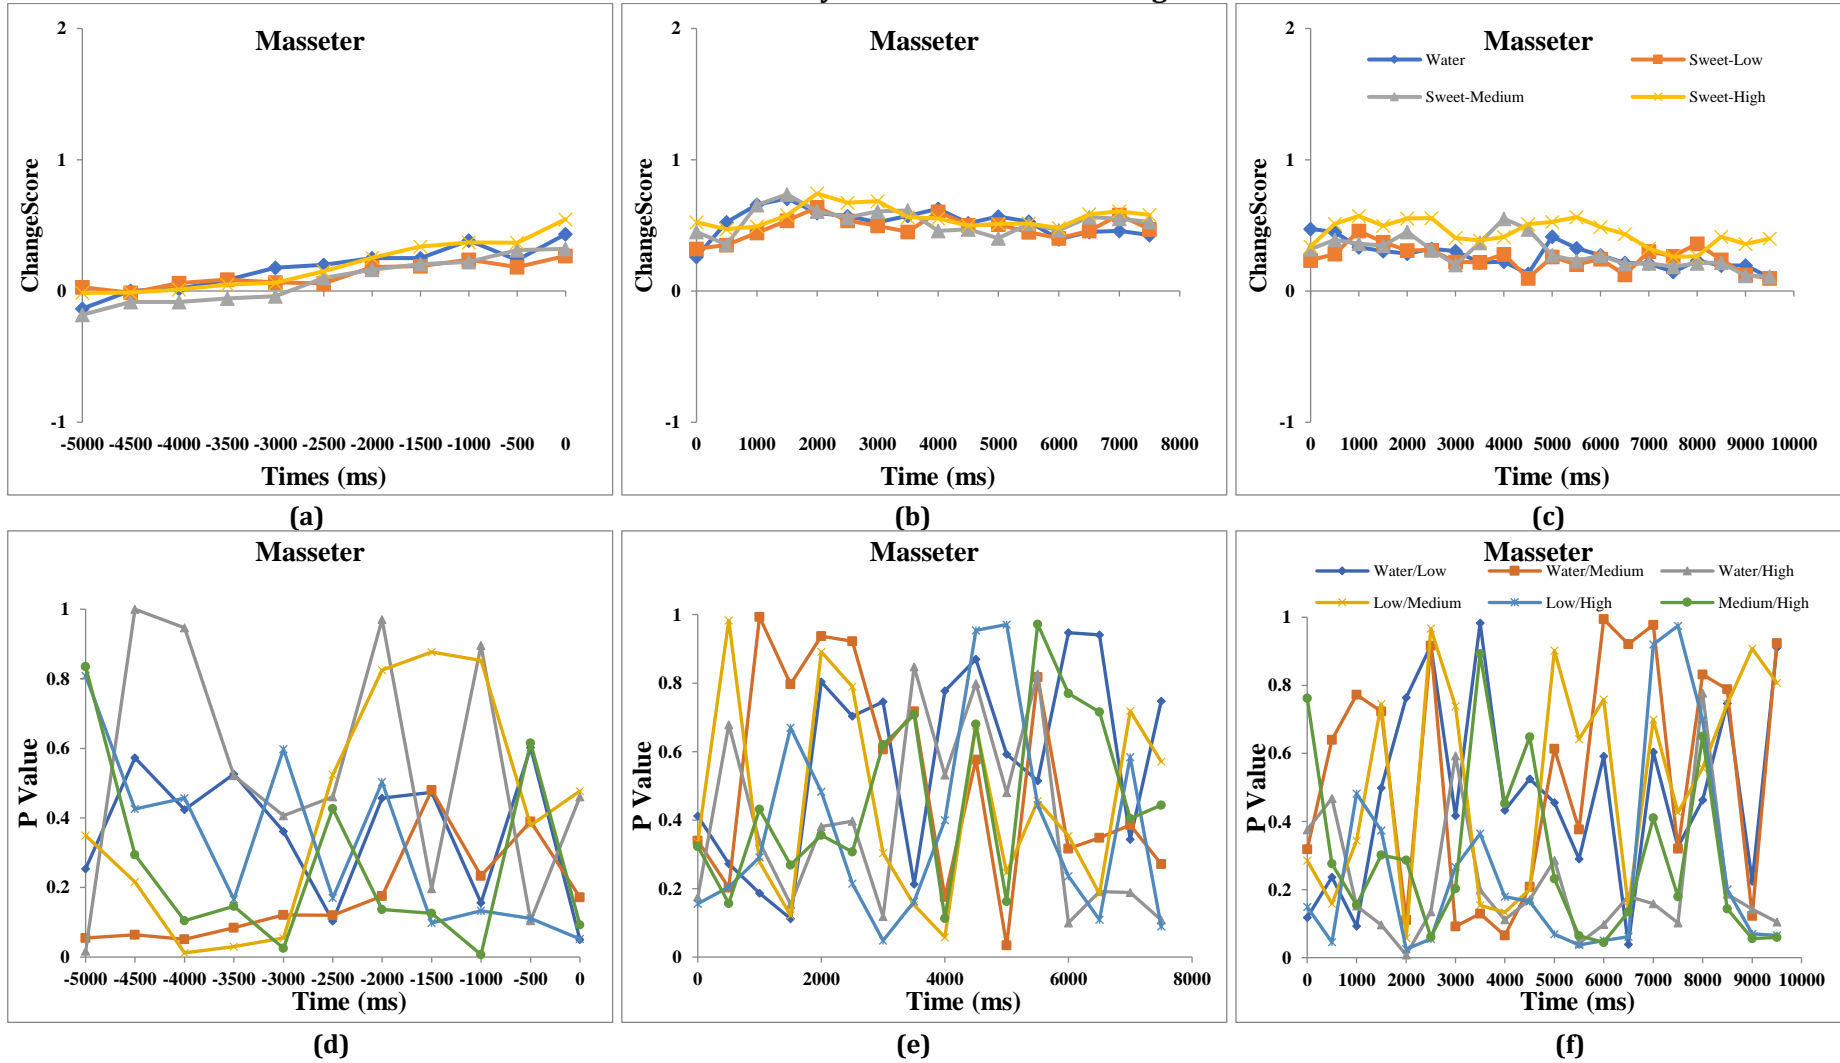 Masseter
2
1
0
-1
ChangeScore
-5000 -4500 -4000 -3500 -3000 -2500 -2000 -1500 -1000 -500 0
Times (ms)
(a)
Masseter
2
1
0
-1
ChangeScore
0 1000 2000 3000 4000 5000 6000 7000 8000
Time (ms)
(b)
Masseter
Water Sweet-Low
Sweet-Medium Sweet-High
2
1
0
-1
ChangeScore
0 1000 2000 3000 4000 5000 6000 7000 8000 9000 10000
Time (ms)
(c)
Masseter
1
0.8
0.6
0.4
0.2
0
P Value
-5000 -4500 -4000 -3500 -3000 -2500 -2000 -1500 -1000 -500 0
Time (ms)
(d)
Masseter
1
0.8
0.6
0.4
0.2
0
P Value
0 2000 4000 6000 8000
Time (ms)
(e)
Masseter
Water/Low Water/Medium Water/High
Low/Medium Low/High Medium/High
1
0.8
0.6
0.4
0.2
0
P Value
0 1000 2000 3000 4000 5000 6000 7000 8000 9000 10000
Time (ms)
(f)